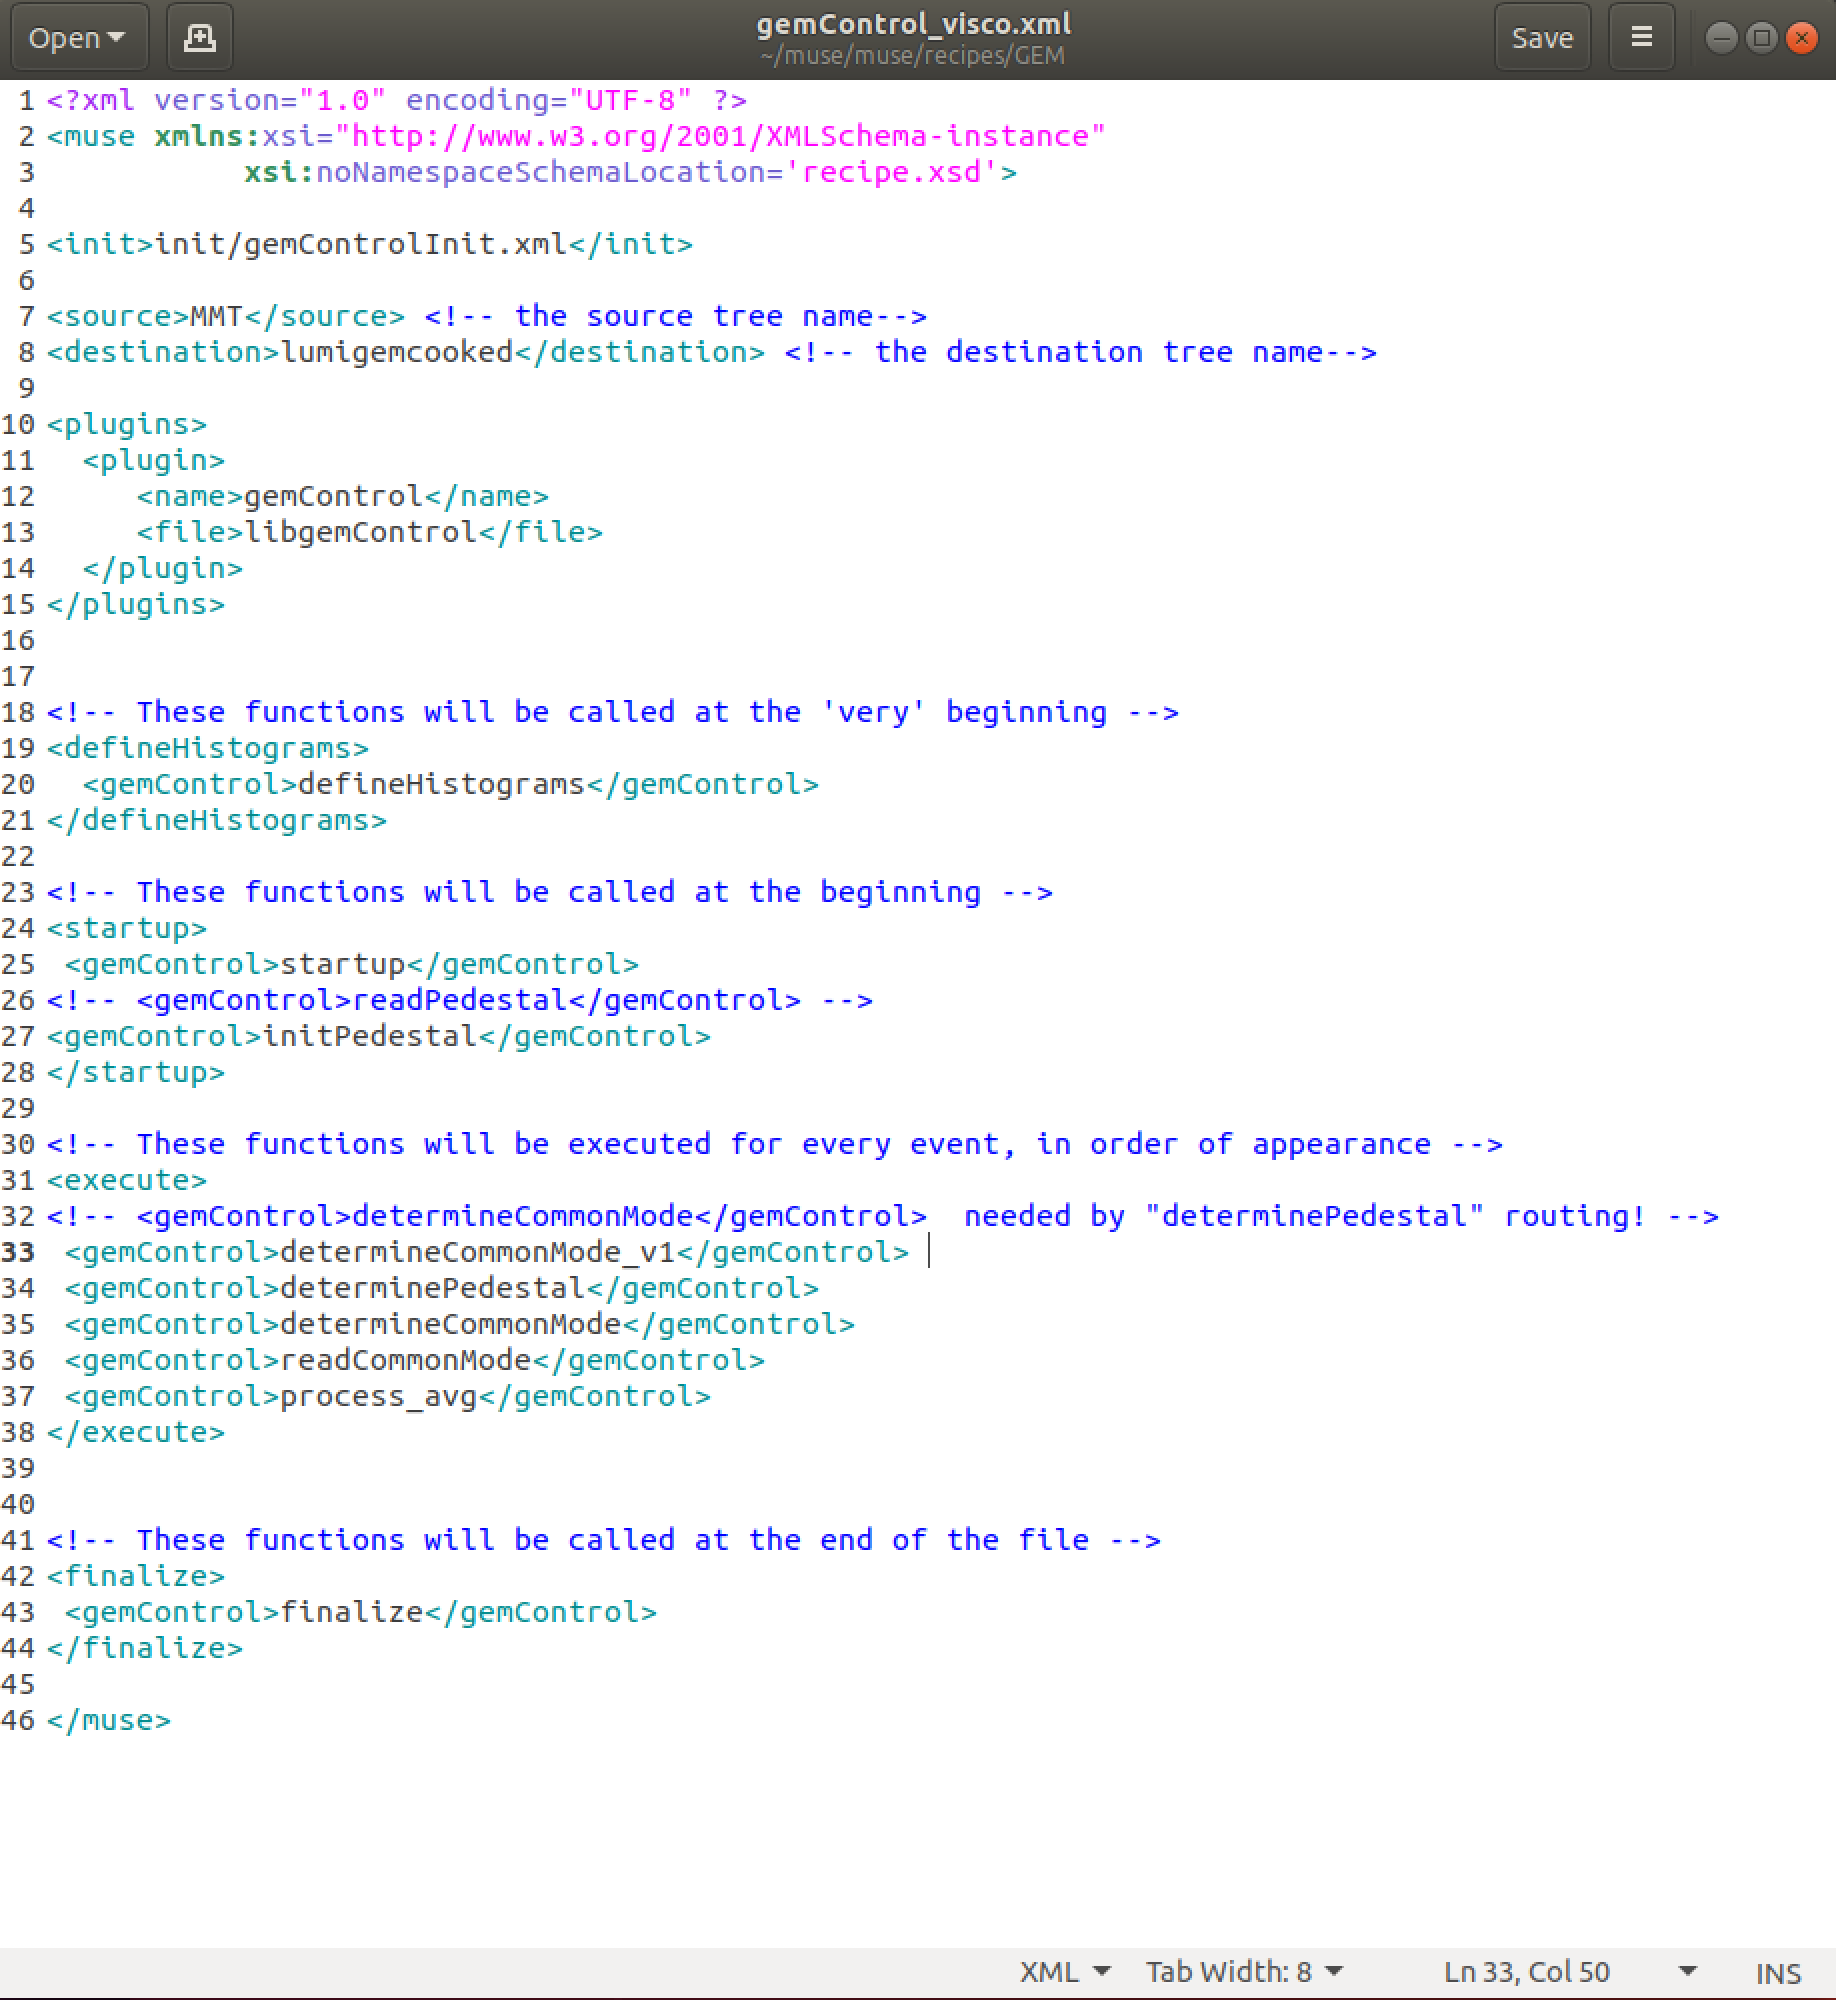 Open
gemControl_visco.xml
~/muse/muse/recipes/GEM
Save
1 <?xml version="1.0" encoding="UTF-8" ?>
2 <muse xmlns:xsi="http://www.w3.org/2001/XMLSchema-instance"
3            xsi:noNamespaceSchemaLocation='recipe.xsd'>
4
5 <init>init/gemControlInit.xml</init>
6
7 <source>MMT</source> <!-- the source tree name-->
8 <destination>lumigemcooked</destination> <!-- the destination tree name-->
9
10 <plugins>
11   <plugin>
12      <name>gemControl</name>
13      <file>libgemControl</file>
14   </plugin>
15 </plugins>
16
17
18 <!-- These functions will be called at the 'very' beginning -->
19 <defineHistograms>
20   <gemControl>defineHistograms</gemControl>
21 </defineHistograms>
22
23 <!-- These functions will be called at the beginning -->
24 <startup>
25  <gemControl>startup</gemControl>
26 <!-- <gemControl>readPedestal</gemControl> -->
27 <gemControl>initPedestal</gemControl>
28 </startup>
29
30 <!-- These functions will be executed for every event, in order of appearance -->
31 <execute>
32 <!-- <gemControl>determineCommonMode</gemControl>  needed by "determinePedestal" routing! -->
33  <gemControl>determineCommonMode_v1</gemControl>
34  <gemControl>determinePedestal</gemControl>
35  <gemControl>determineCommonMode</gemControl>
36  <gemControl>readCommonMode</gemControl>
37  <gemControl>process_avg</gemControl>
38 </execute>
39
40
41 <!-- These functions will be called at the end of the file -->
42 <finalize>
43  <gemControl>finalize</gemControl>
44 </finalize>
45
46 </muse>
XML Tab Width: 8 Ln 33, Col 50 INS